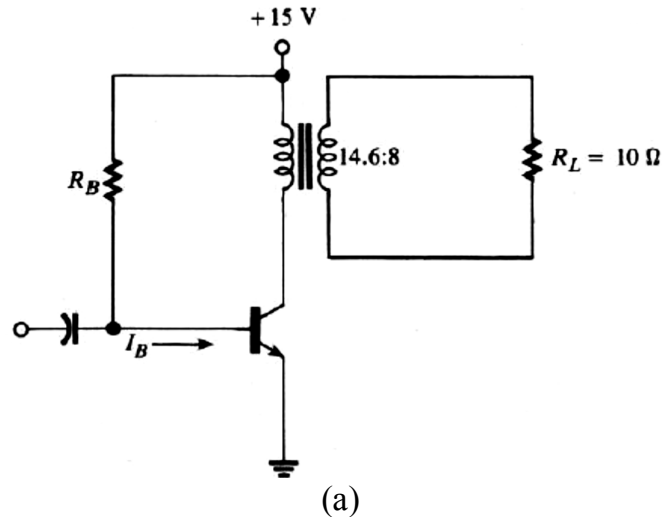 +15 V
R_B
14.6:8
R_L = 10 Ω
I_B
(a)